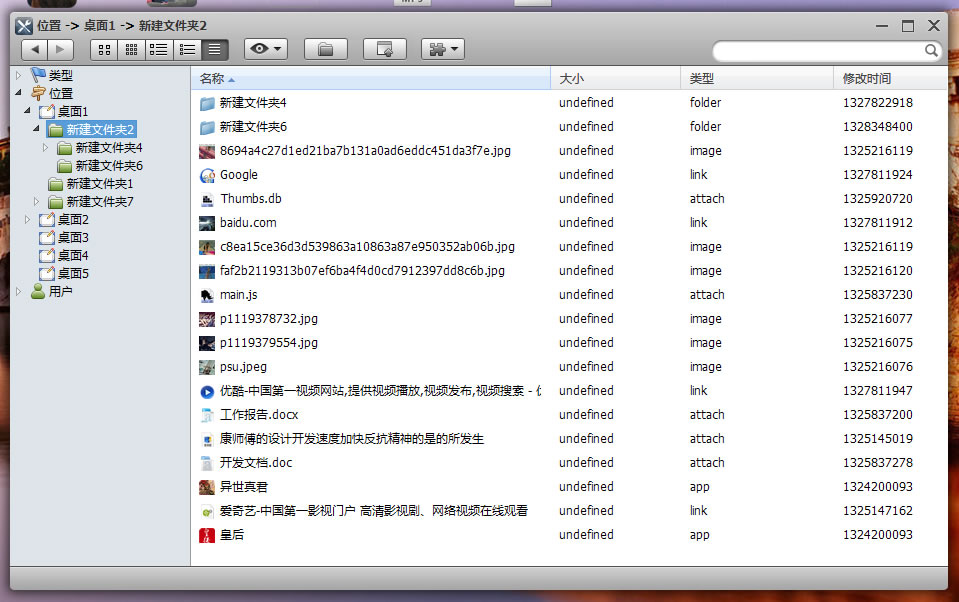 位置 -> 桌面1 -> 新建文件夹2
类型
位置
桌面1
新建文件夹2
新建文件夹4
新建文件夹6
新建文件夹1
新建文件夹7
桌面2
桌面3
桌面4
桌面5
用户
名称 大小 类型 修改时间
新建文件夹4 undefined folder 1327822918
新建文件夹6 undefined folder 1328348400
8694a4c27d1ed21ba7b131a0ad6eddc451da3f7e.jpg undefined image 1325216119
Google undefined link 1327811924
Thumbs.db undefined attach 1325920720
baidu.com undefined link 1327811912
c8ea15ce36d3d539863a10863a87e950352ab06b.jpg undefined image 1325216119
faf2b2119313b07ef6ba4f4d0cd7912397dd8c6b.jpg undefined image 1325216120
main.js undefined attach 1325837230
p1119378732.jpg undefined image 1325216077
p1119379554.jpg undefined image 1325216075
psu.jpeg undefined image 1325216076
优酷-中国第一视频网站,提供视频播放,视频发布,视频搜索 - undefined link 1327811947
工作报告.docx undefined attach 1325837200
康师傅的设计开发速度加快反抗精神的是的所发生 undefined attach 1325145019
开发文档.doc undefined attach 1325837278
异世真君 undefined app 1324200093
爱奇艺-中国第一影视门户 高清影视剧、网络视频在线观看 undefined link 1325147162
皇后 undefined app 1324200093